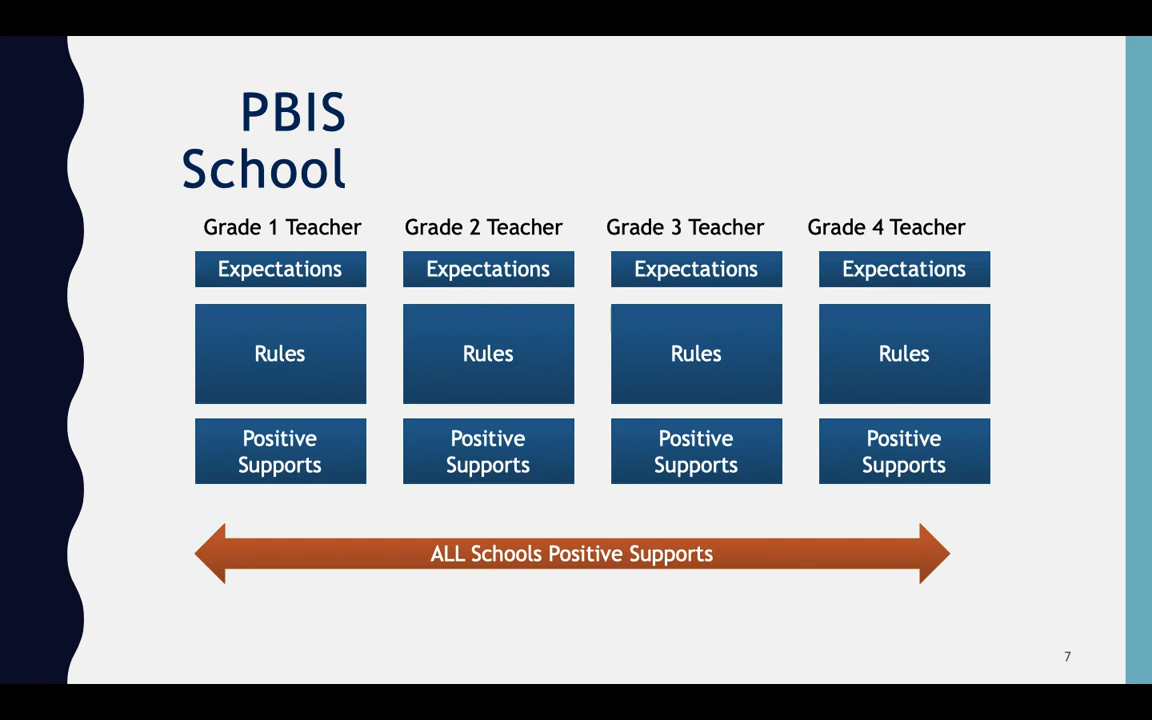 PBIS
School
Grade 1 Teacher Grade 2 Teacher Grade 3 Teacher Grade 4 Teacher
Expectations Expectations Expectations Expectations
Rules Rules Rules Rules
Positive Positive Positive Positive
Supports Supports Supports Supports
ALL Schools Positive Supports
7